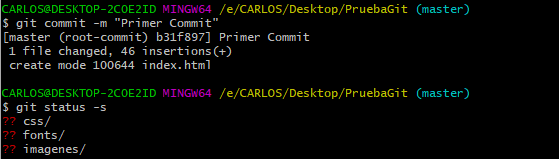 CARLOS@DESKTOP-2COE2ID MINGW64 /e/CARLOS/Desktop/PruebaGit (master)
$ git commit -m "Primer Commit"
[master (root-commit) b31f897] Primer Commit
 1 file changed, 46 insertions(+)
 create mode 100644 index.html
CARLOS@DESKTOP-2COE2ID MINGW64 /e/CARLOS/Desktop/PruebaGit (master)
$ git status -s
?? css/
?? fonts/
?? imagenes/